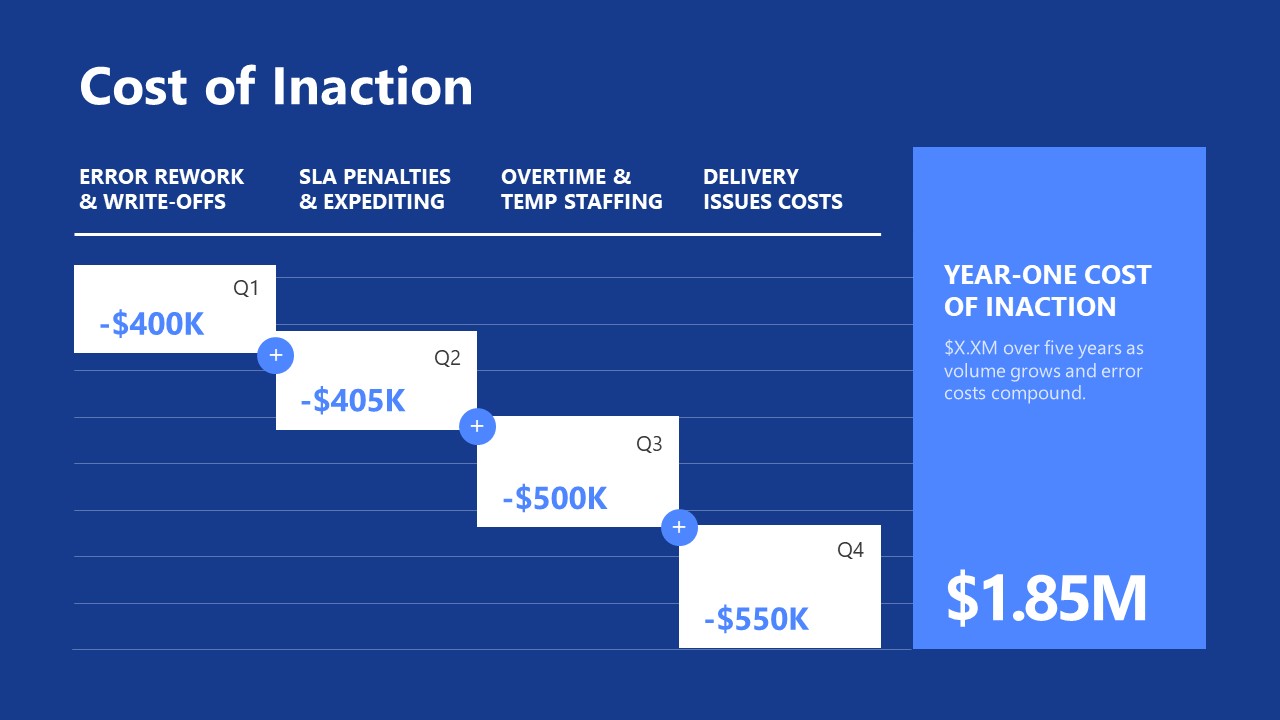 Cost of Inaction
ERROR REWORK
& WRITE-OFFS
SLA PENALTIES
& EXPEDITING
OVERTIME &
TEMP STAFFING
DELIVERY
ISSUES COSTS
Q1
-$400K
+
Q2
-$405K
+
Q3
-$500K
+
Q4
-$550K
YEAR-ONE COST
OF INACTION
$X.XM over five years as
volume grows and error
costs compound.
$1.85M